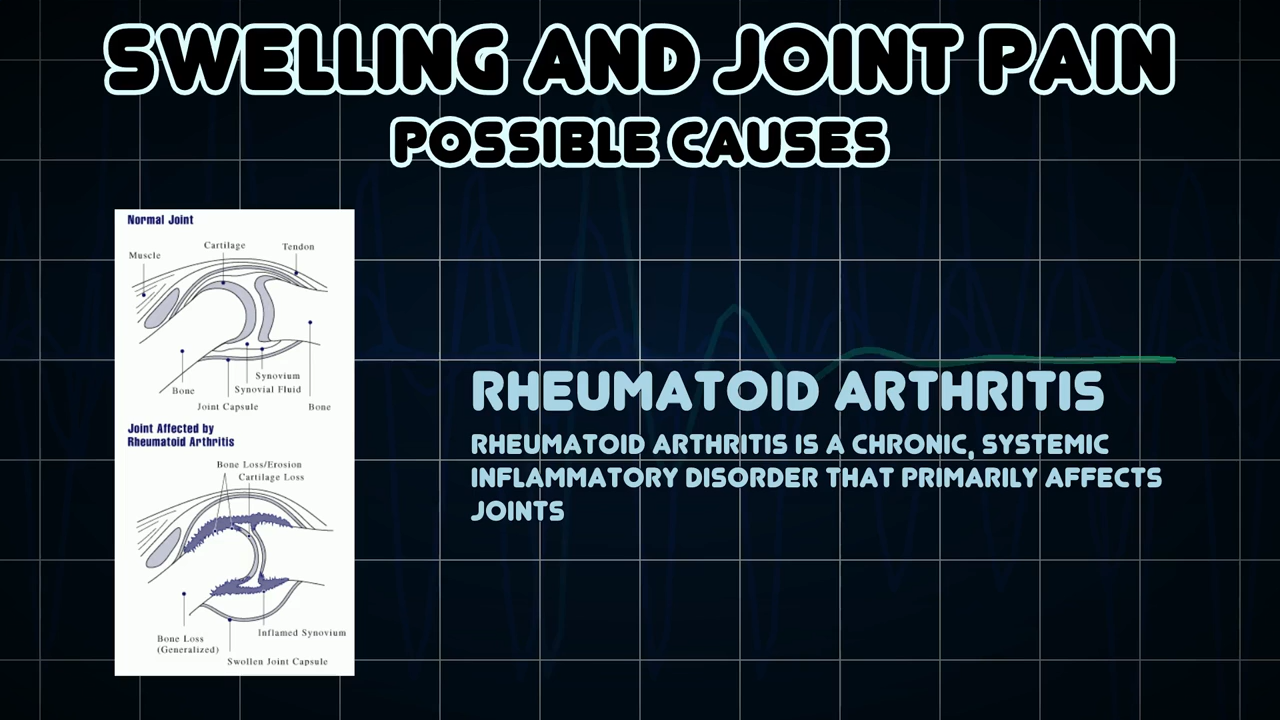 SWELLING AND JOINT PAIN
POSSIBLE CAUSES
Normal Joint
Cartilage
Tendon
Muscle
Synovium
Bone
Synovial Fluid
Joint Capsule
Bone
Joint Affected by
Rheumatoid Arthritis
Bone Loss/Erosion
Cartilage Loss
Inflamed Synovium
Bone Loss
(Generalized)
Swollen Joint Capsule
RHEUMATOID ARTHRITIS
RHEUMATOID ARTHRITIS IS A CHRONIC, SYSTEMIC
INFLAMMATORY DISORDER THAT PRIMARILY AFFECTS
JOINTS